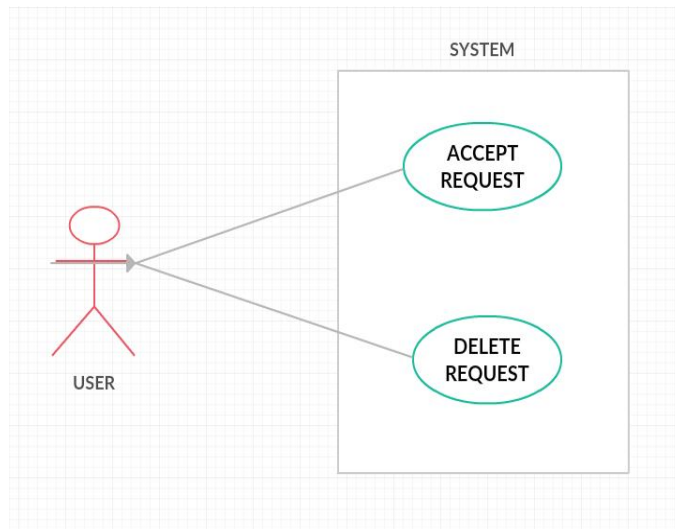 SYSTEM
ACCEPT
REQUEST
DELETE
REQUEST
USER